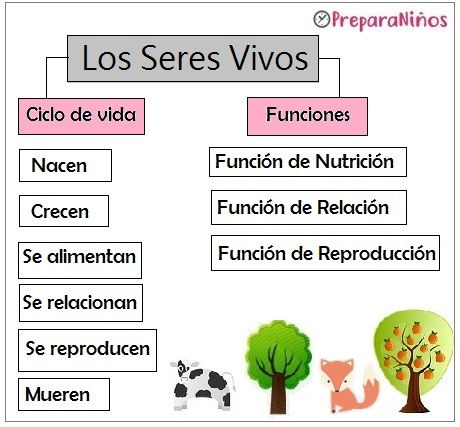 PreparaNiños
Los Seres Vivos
Ciclo de vida
Nacen
Crecen
Se alimentan
Se relacionan
Se reproducen
Mueren
Funciones
Función de Nutrición
Función de Relación
Función de Reproducción